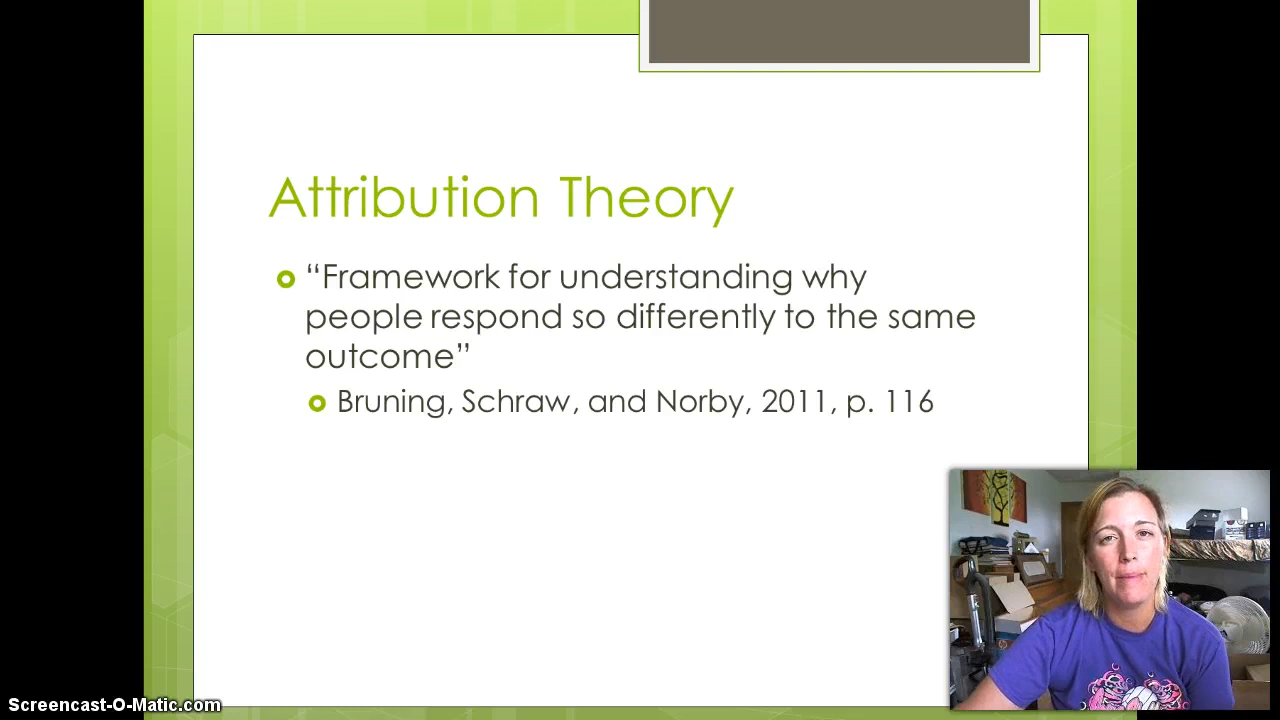 Attribution Theory
“Framework for understanding why
people respond so differently to the same
outcome”
Bruning, Schraw, and Norby, 2011, p. 116
Screencast-O-Matic.com